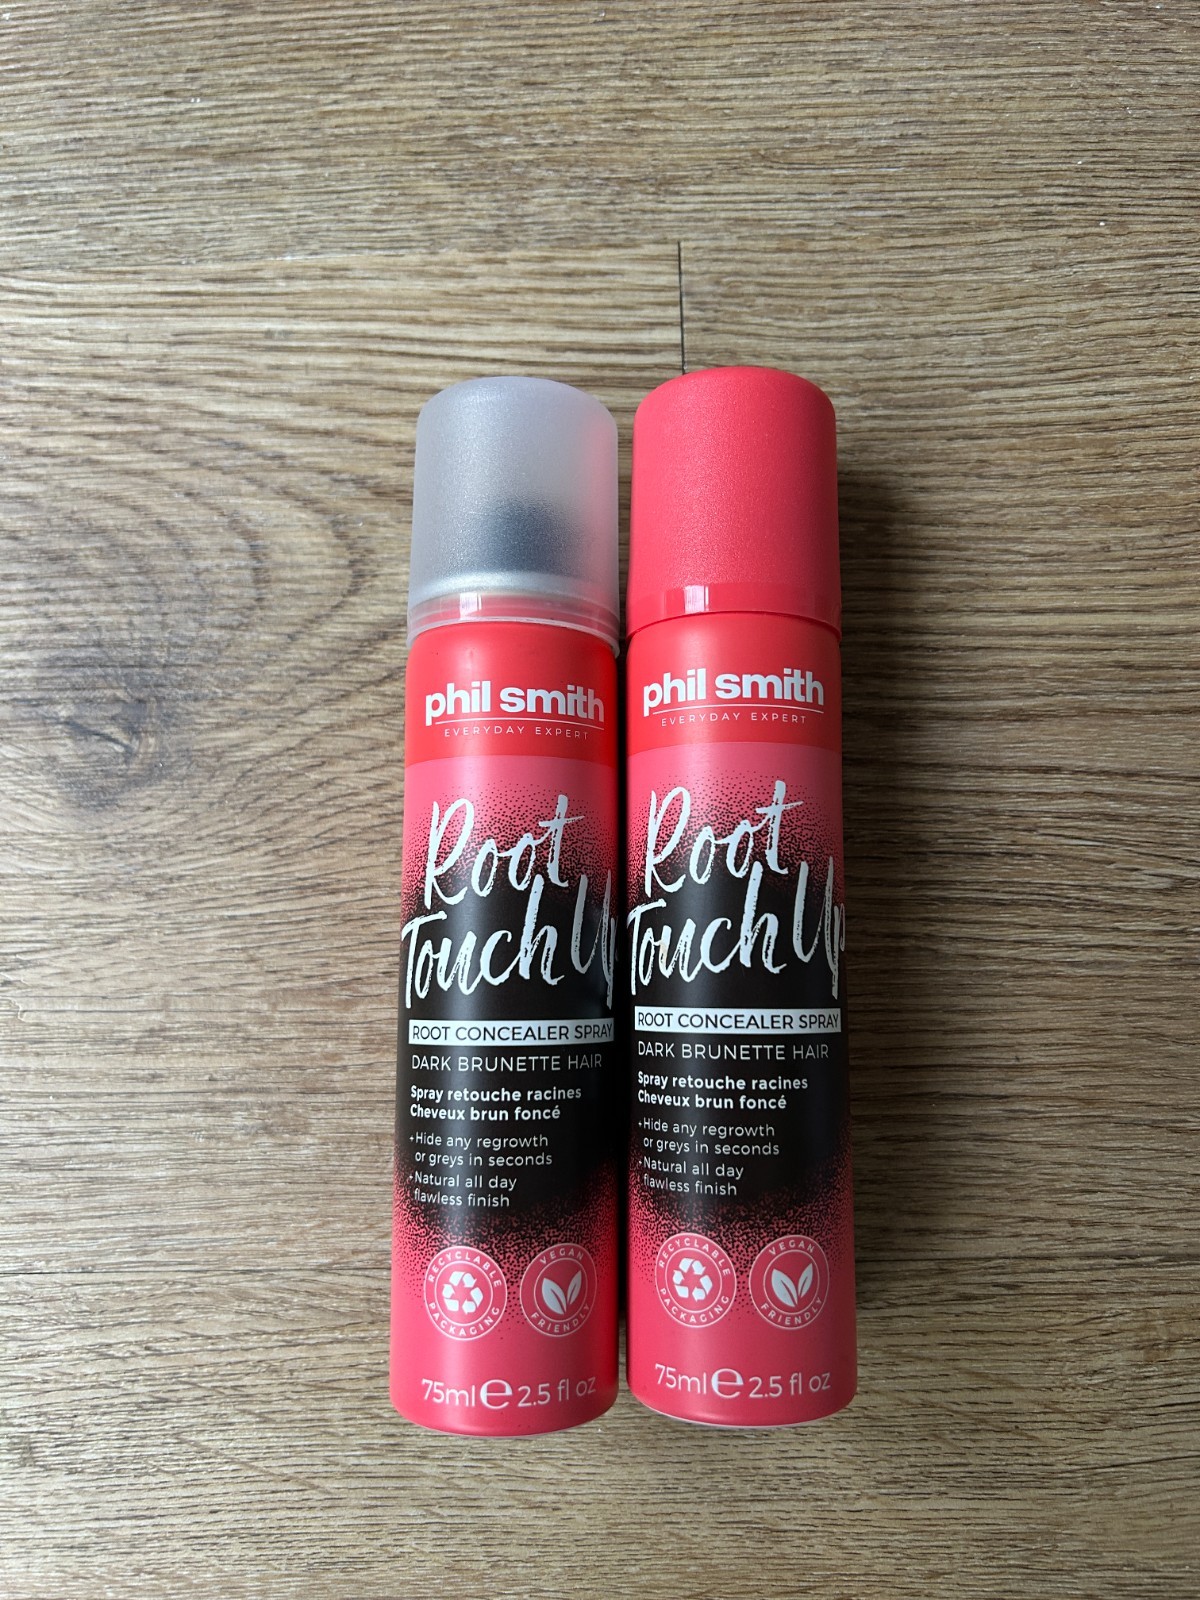 phil smith
EVERYDAY EXPERT
Root
Touch Up
ROOT CONCEALER SPRAY
DARK BRUNETTE HAIR
Spray retouche racines
Cheveux brun foncé
+Hide any regrowth
or greys in seconds
+Natural all day
flawless finish
RECYCLABLE PACKAGING
VEGAN FRIENDLY
75ml e 2.5 fl oz
phil smith
EVERYDAY EXPERT
Root
Touch Up
ROOT CONCEALER SPRAY
DARK BRUNETTE HAIR
Spray retouche racines
Cheveux brun foncé
+Hide any regrowth
or greys in seconds
+Natural all day
flawless finish
RECYCLABLE PACKAGING
VEGAN FRIENDLY
75ml e 2.5 fl oz